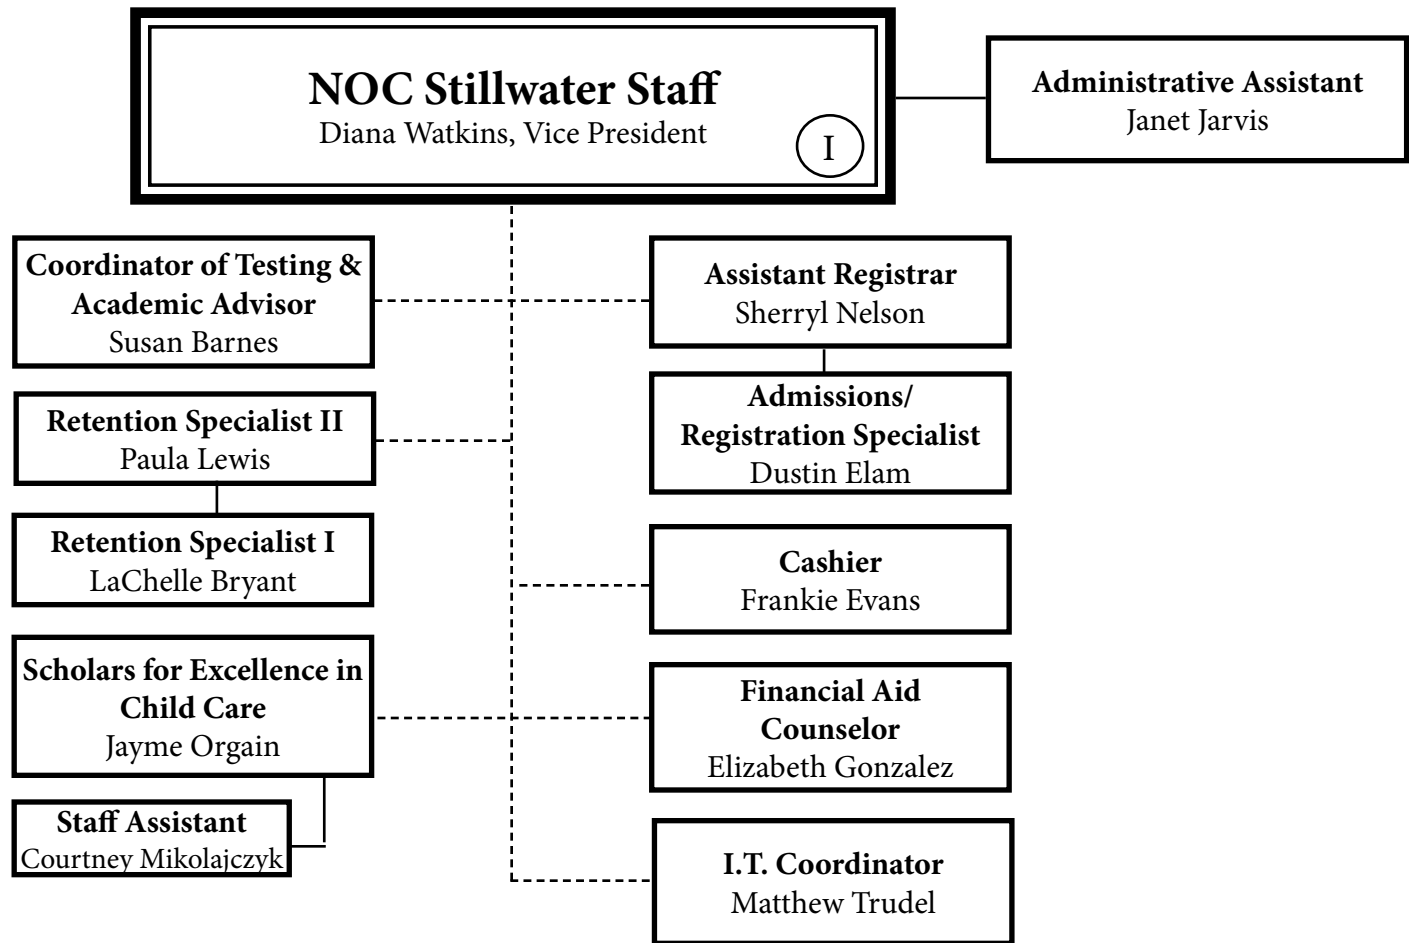 NOC Stillwater Staff
Diana Watkins, Vice President
I
Administrative Assistant
Janet Jarvis
Coordinator of Testing &
Academic Advisor
Susan Barnes
Assistant Registrar
Sherryl Nelson
Retention Specialist II
Paula Lewis
Admissions/
Registration Specialist
Dustin Elam
Retention Specialist I
LaChelle Bryant
Cashier
Frankie Evans
Scholars for Excellence in
Child Care
Jayme Orgain
Financial Aid
Counselor
Elizabeth Gonzalez
Staff Assistant
Courtney Mikolajczyk
I.T. Coordinator
Matthew Trudel